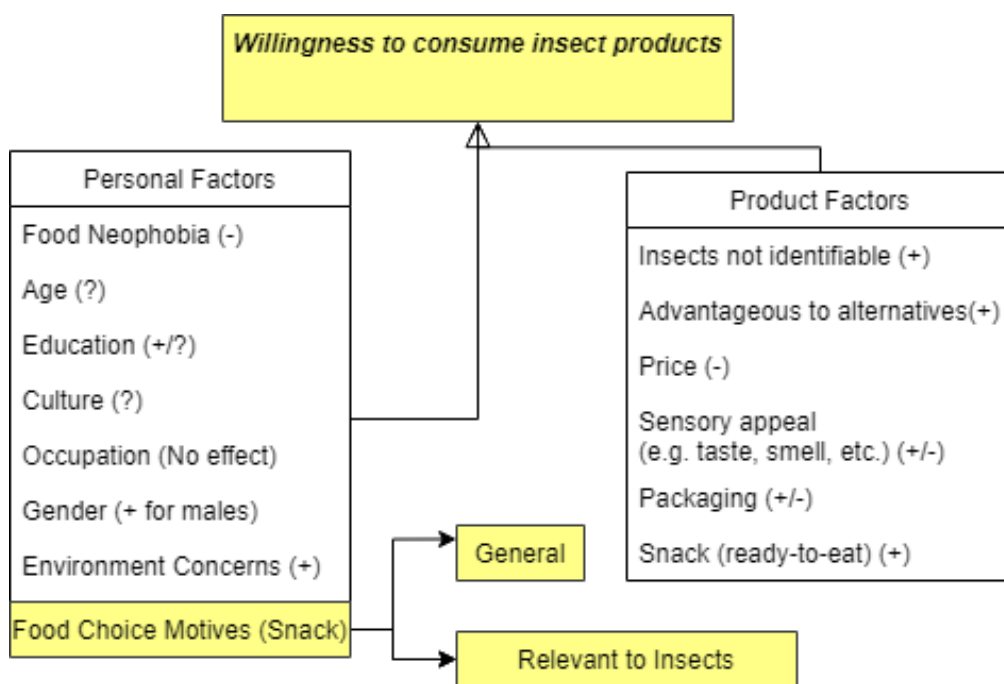 Willingness to consume insect products
Personal Factors
Food Neophobia (-)
Age (?)
Education (+/?)
Culture (?)
Occupation (No effect)
Gender (+ for males)
Environment Concerns (+)
Food Choice Motives (Snack)
General
Relevant to Insects
Product Factors
Insects not identifiable (+)
Advantageous to alternatives(+)
Price (-)
Sensory appeal
(e.g. taste, smell, etc.) (+/-)
Packaging (+/-)
Snack (ready-to-eat) (+)